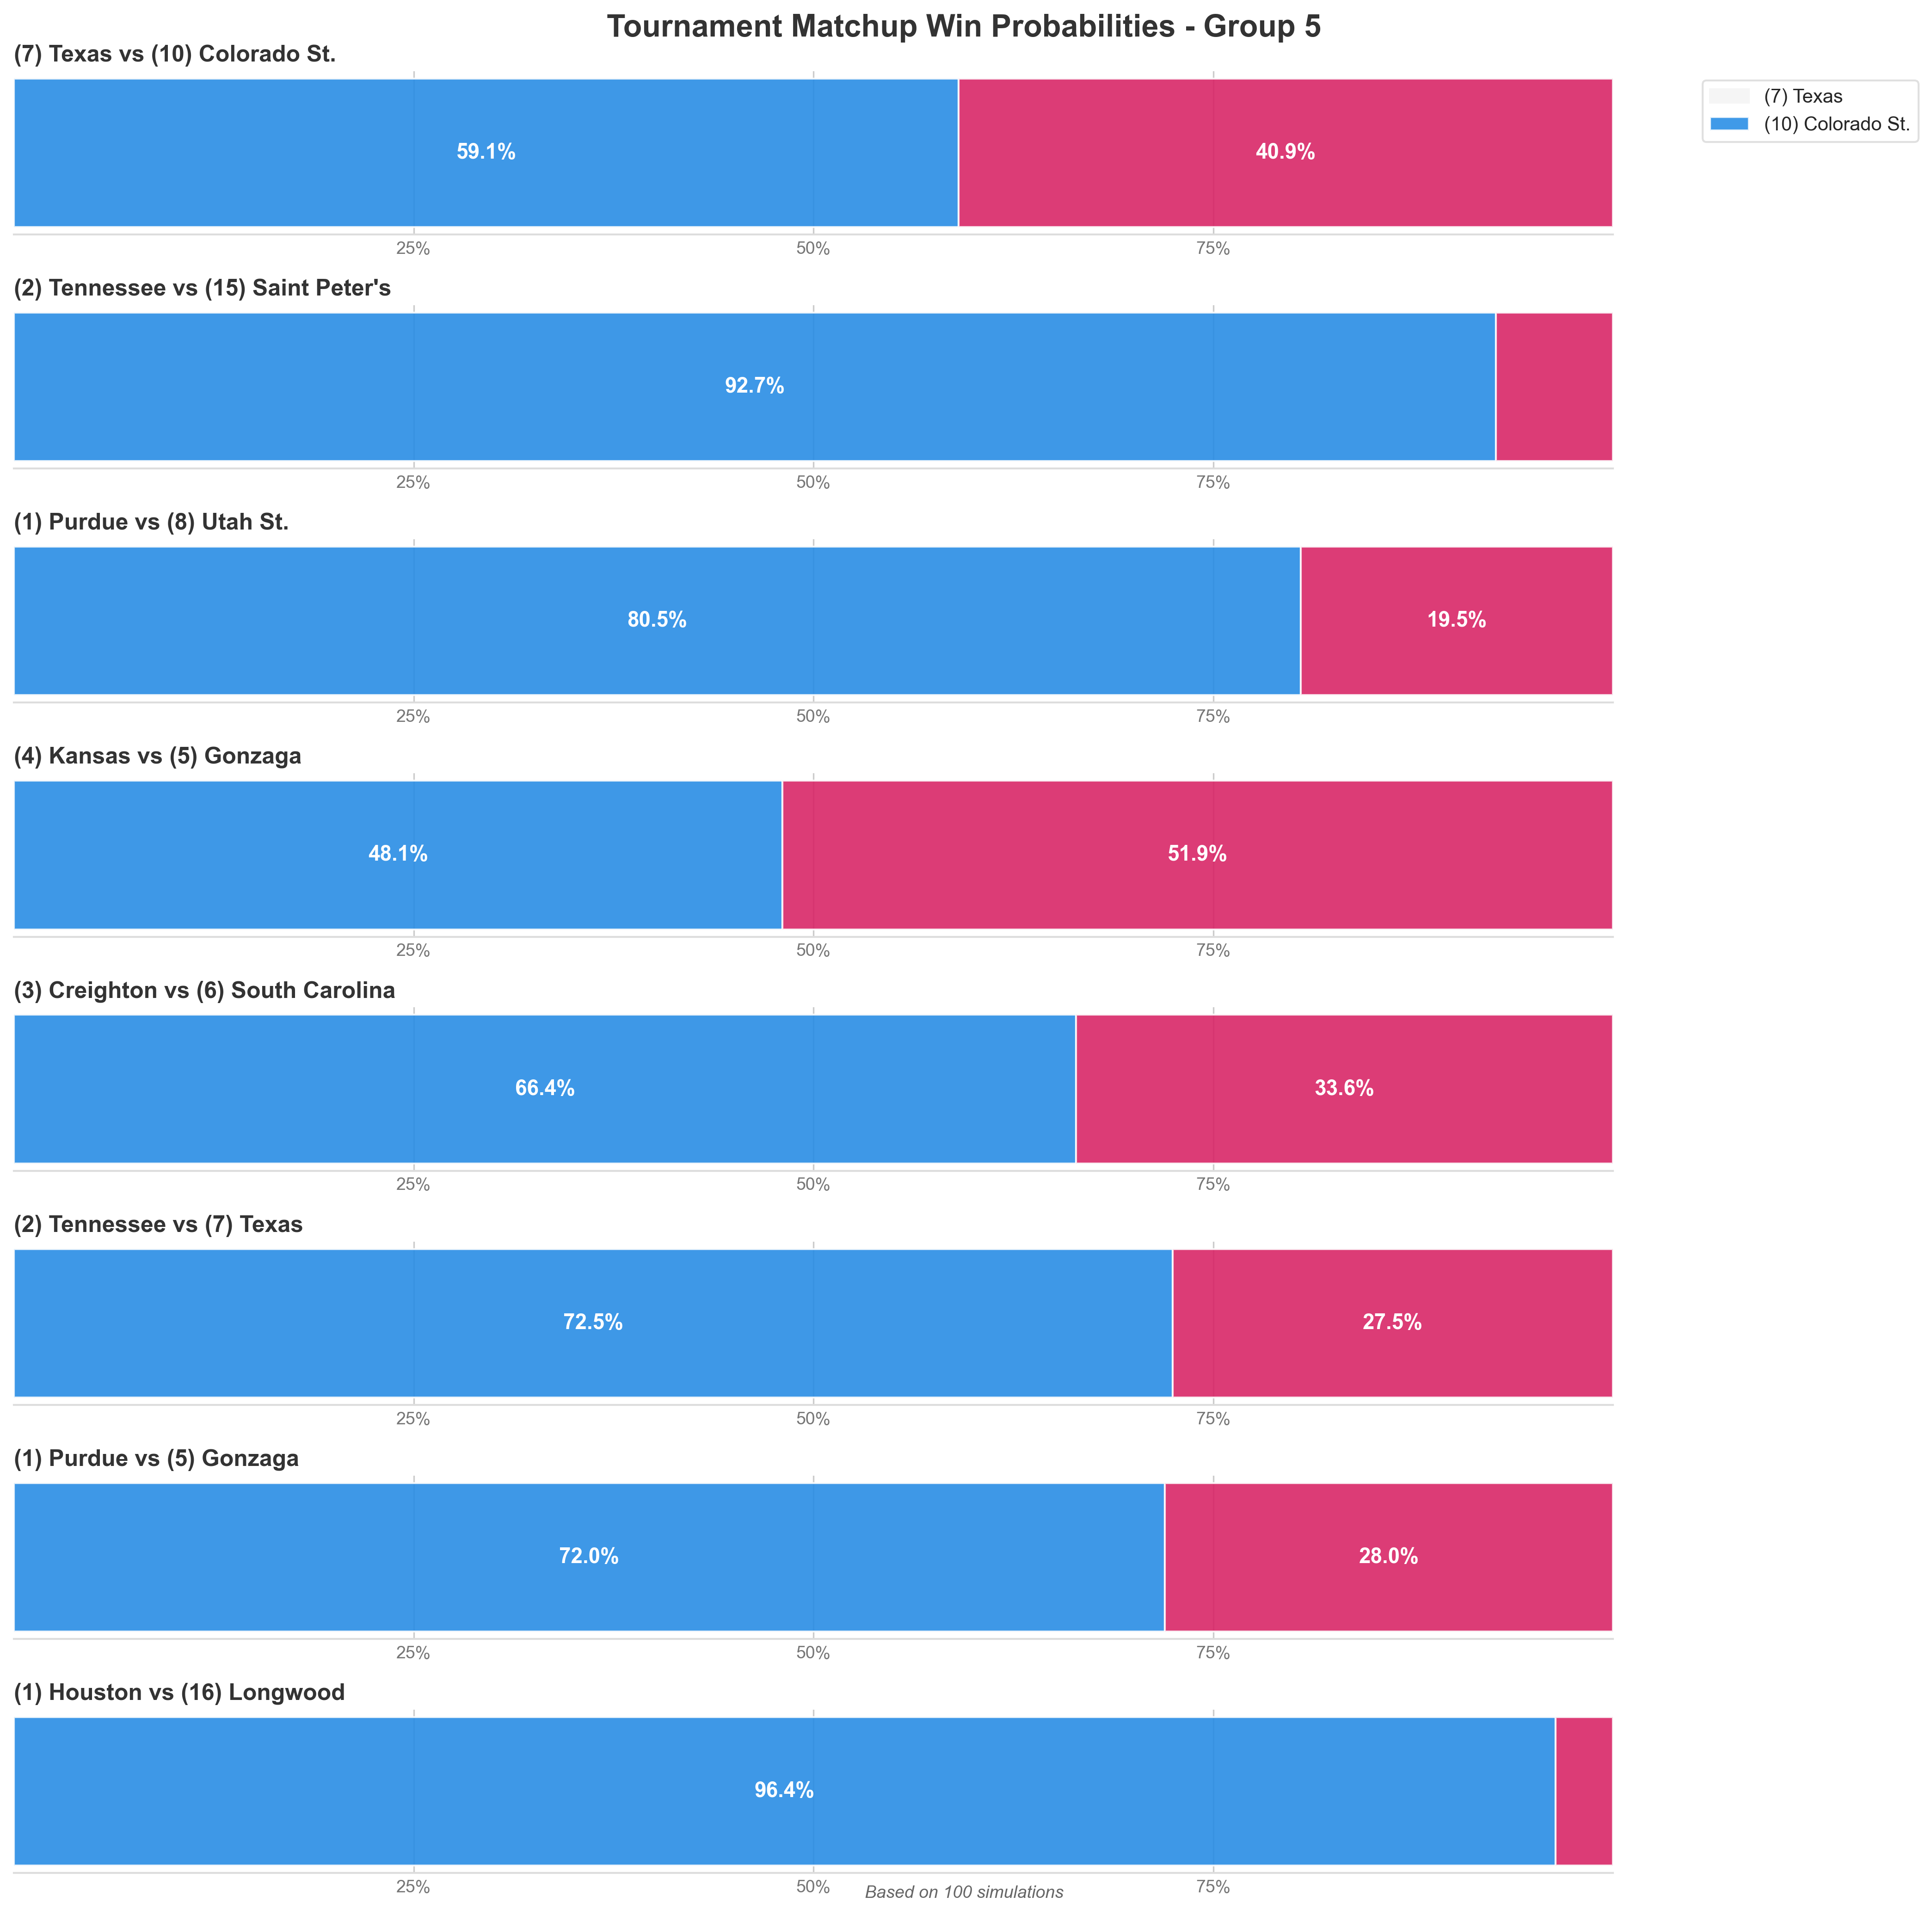 Tournament Matchup Win Probabilities - Group 5
(7) Texas vs (10) Colorado St.
(7) Texas
(10) Colorado St.
59.1% 40.9%
25% 50% 75%
(2) Tennessee vs (15) Saint Peter's
92.7%
25% 50% 75%
(1) Purdue vs (8) Utah St.
80.5% 19.5%
25% 50% 75%
(4) Kansas vs (5) Gonzaga
48.1% 51.9%
25% 50% 75%
(3) Creighton vs (6) South Carolina
66.4% 33.6%
25% 50% 75%
(2) Tennessee vs (7) Texas
72.5% 27.5%
25% 50% 75%
(1) Purdue vs (5) Gonzaga
72.0% 28.0%
25% 50% 75%
(1) Houston vs (16) Longwood
96.4%
25% 50% 75%
Based on 100 simulations